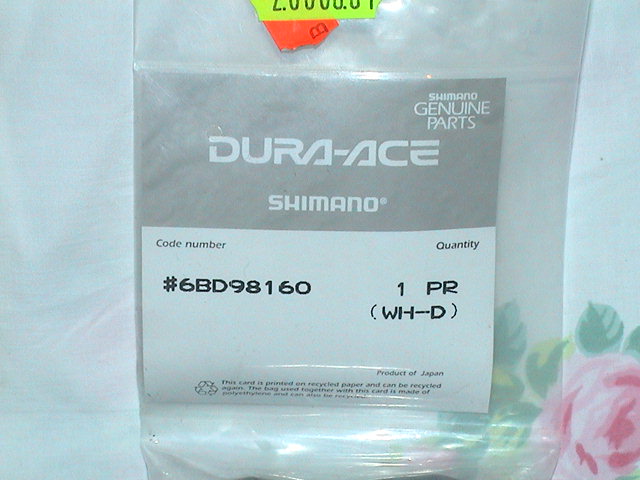 B
SHIMANO
GENUINE
PARTS
DURA-ACE
SHIMANO®
Code number Quantity
#6BD98160 1 PR
(WH-D)
Product of Japan
This card is printed on recycled paper and can be recycled
again. The bag used together with this card is made of
polyethylene and can also be recycled.